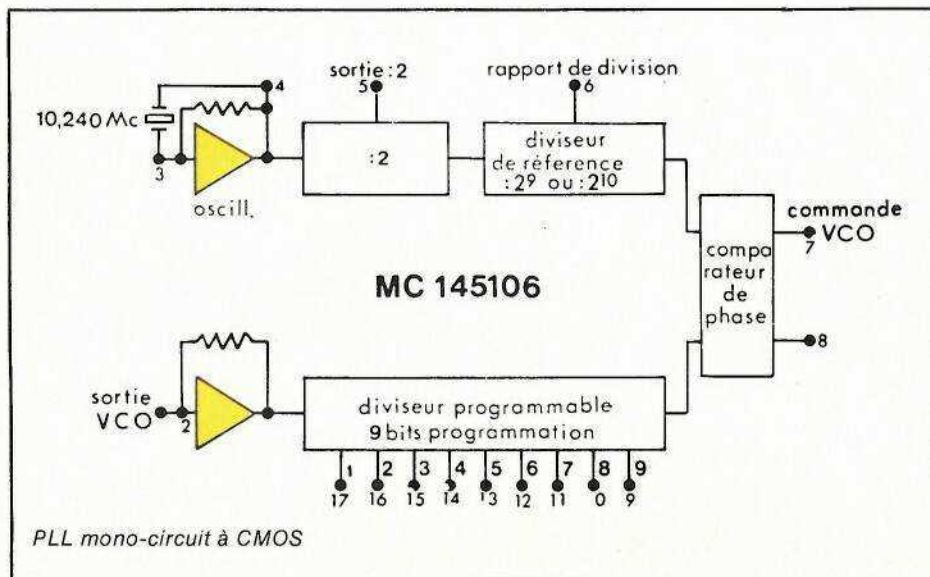 sortie :2
5
rapport de division
6
4
10,240 Mc
3
oscill.
:2
diviseur
de réference
:29 ou :210
commande
VCO
7
compa
rateur
de
phase
8
MC 145106
sortie
VCO
2
diviseur programmable
9 bits programmation
1 2 3 4 5 6 7 8 9
17 16 15 14 13 12 11 0 9
PLL mono-circuit à CMOS